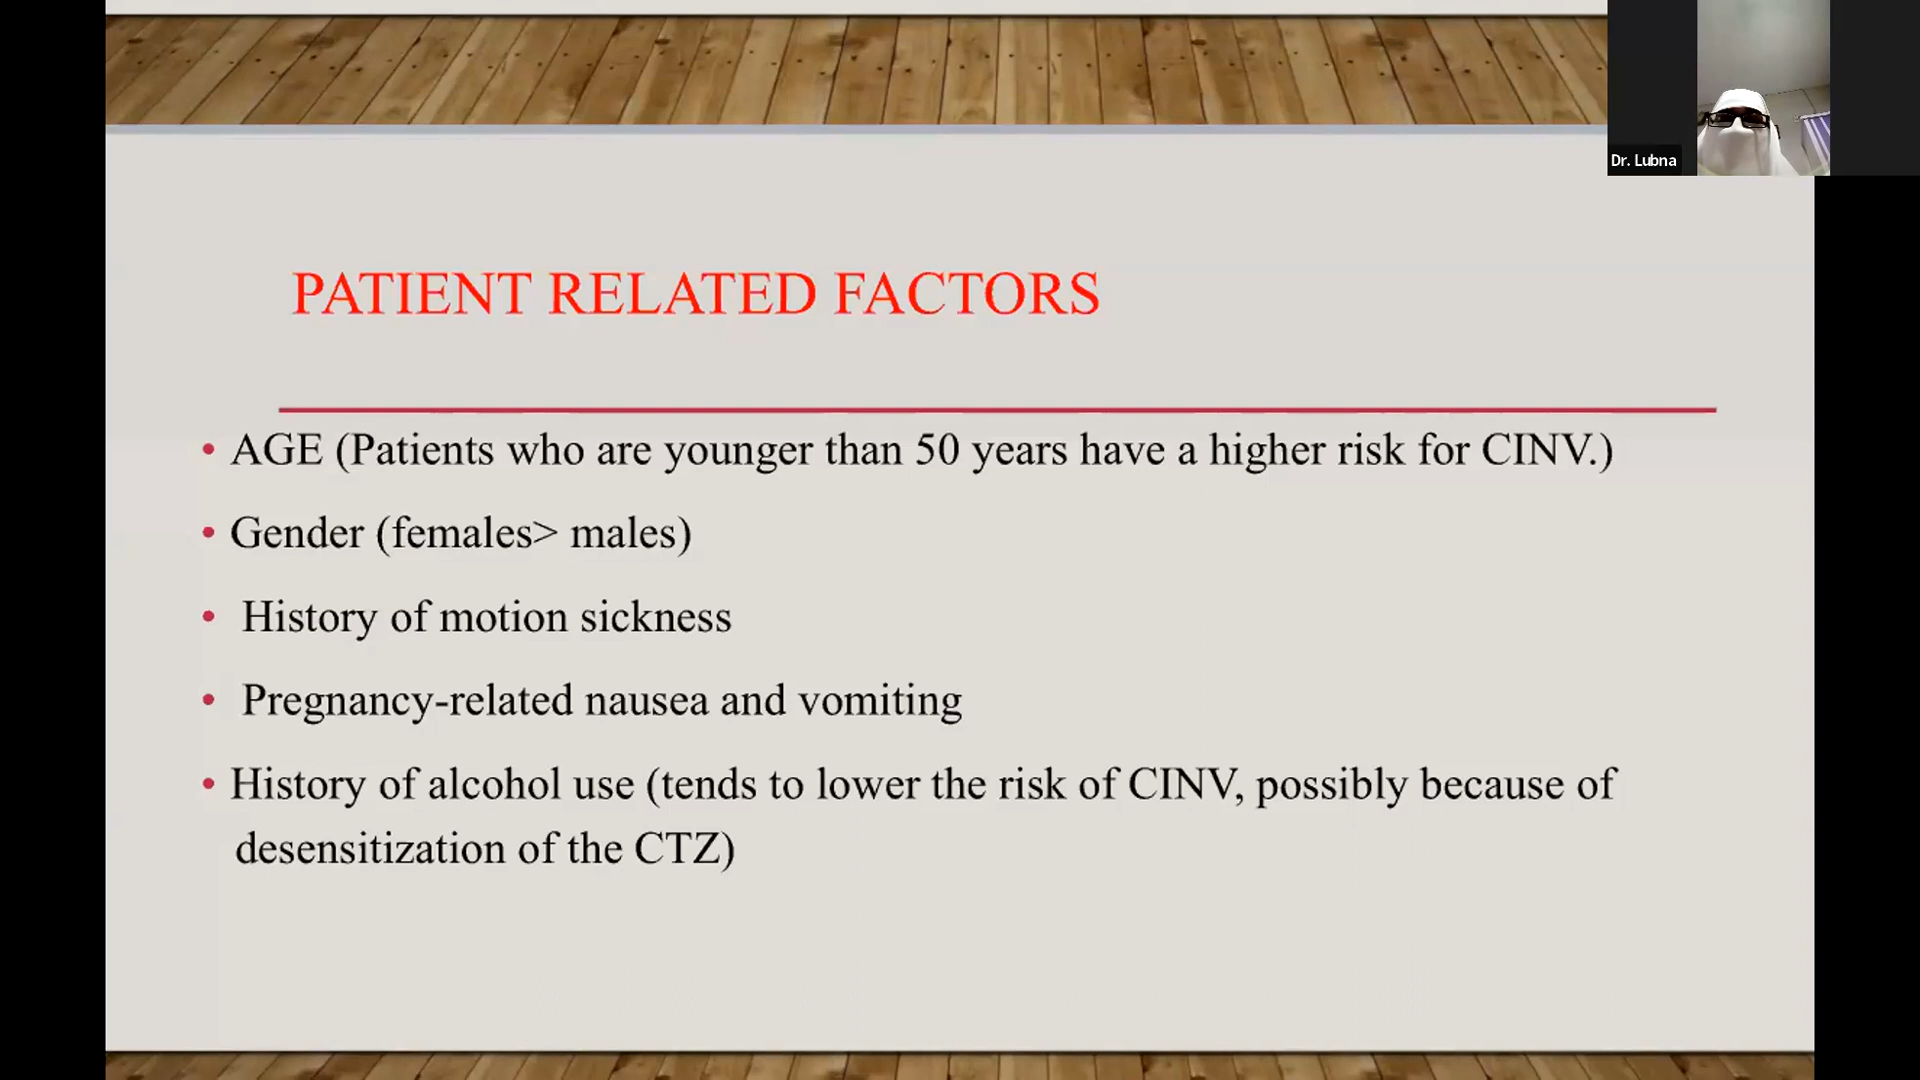 Dr. Lubna
PATIENT RELATED FACTORS
• AGE (Patients who are younger than 50 years have a higher risk for CINV.)
• Gender (females> males)
• History of motion sickness
• Pregnancy-related nausea and vomiting
• History of alcohol use (tends to lower the risk of CINV, possibly because of
desensitization of the CTZ)